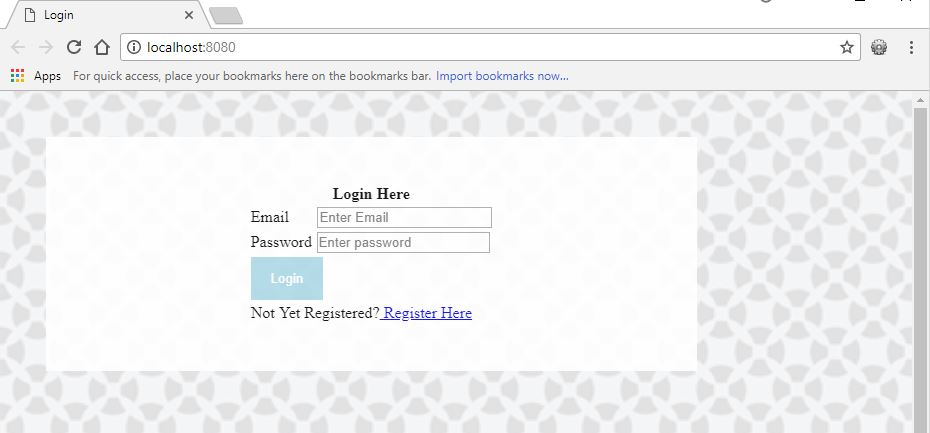 Login
localhost:8080
Apps For quick access, place your bookmarks here on the bookmarks bar. Import bookmarks now...
Login Here
Email Enter Email
Password Enter password
Login
Not Yet Registered? Register Here